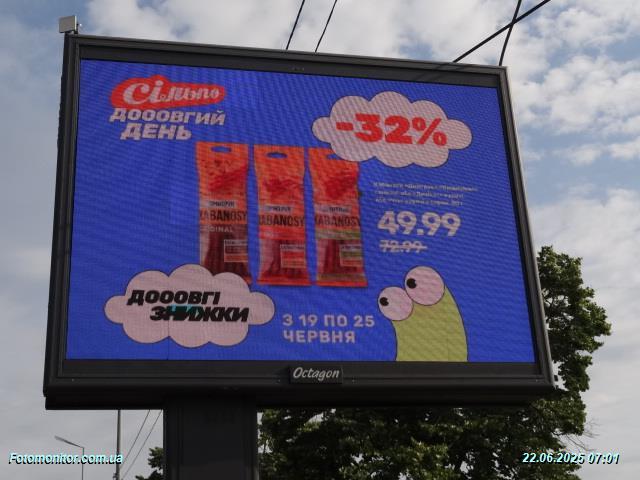 Сільпо
ДОООВГИЙ
ДЕНЬ
-32%
KABANOSY
KABANOSY
KABANOSY
49.99
72.99
ДОООВГІ
ЗНИЖКИ
З 19 ПО 25
ЧЕРВНЯ
Octagon
Fotomonitor.com.ua
22.06.2025 07:01